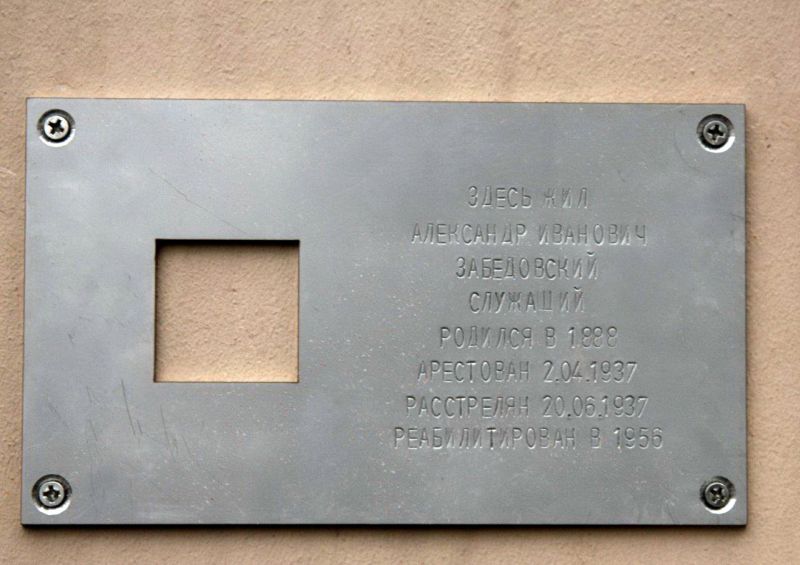 ЗДЕСЬ ЖИЛ
АЛЕКСАНДР ИВАНОВИЧ
ЗАБЕДОВСКИЙ
СЛУЖАЩИЙ
РОДИЛСЯ В 1888
АРЕСТОВАН 2.04.1937
РАССТРЕЛЯН 20.06.1937
РЕАБИЛИТИРОВАН В 1956